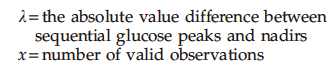 λ=the absolute value difference between
sequential glucose peaks and nadirs
x=number of valid observations